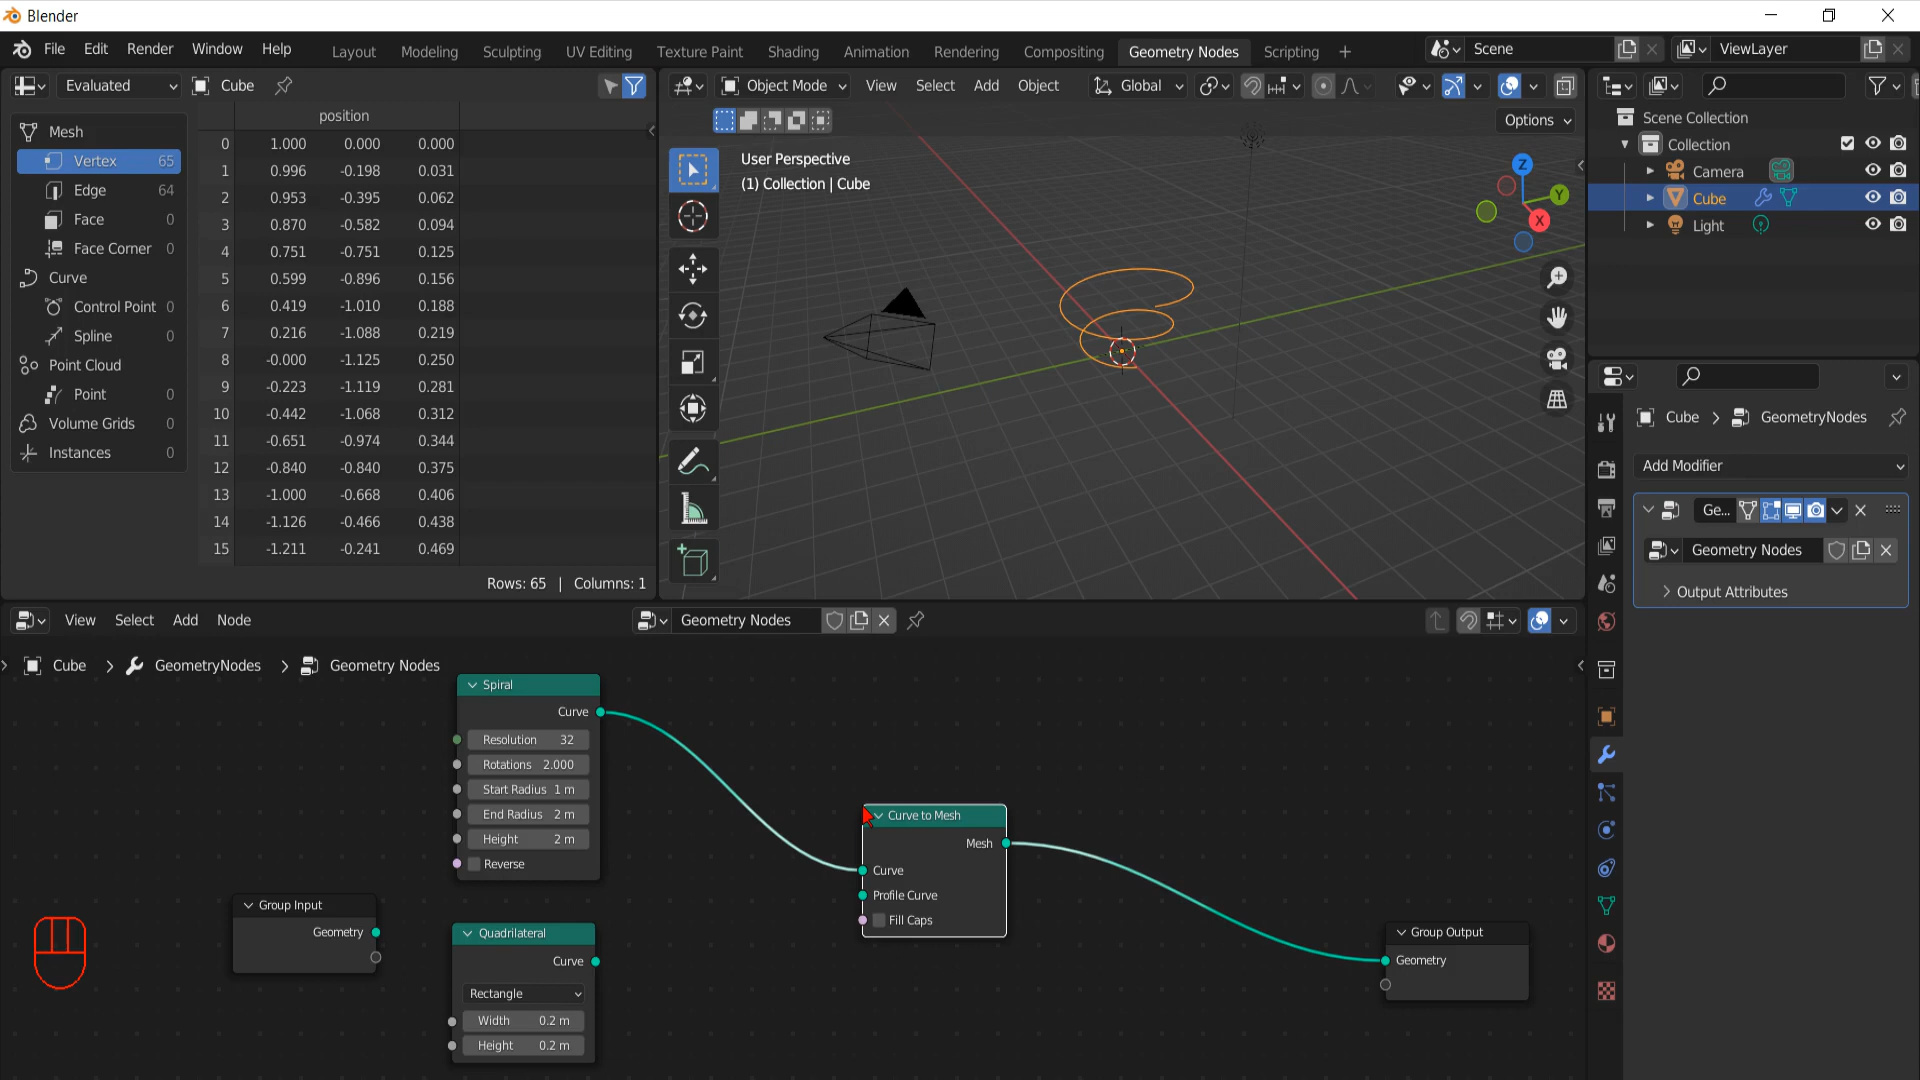 Blender
File Edit Render Window Help Layout Modeling Sculpting UV Editing Texture Paint Shading Animation Rendering Compositing Geometry Nodes Scripting + Scene ViewLayer
Evaluated Cube
Mesh
Vertex 65
Edge 64
Face 0
Face Corner 0
Curve
Control Point 0
Spline 0
Point Cloud
Point 0
Volume Grids 0
Instances 0
position
0 1.000 0.000 0.000
1 0.996 -0.198 0.031
2 0.953 -0.395 0.062
3 0.870 -0.582 0.094
4 0.751 -0.751 0.125
5 0.599 -0.896 0.156
6 0.419 -1.010 0.188
7 0.216 -1.088 0.219
8 -0.000 -1.125 0.250
9 -0.223 -1.119 0.281
10 -0.442 -1.068 0.312
11 -0.651 -0.974 0.344
12 -0.840 -0.840 0.375
13 -1.000 -0.668 0.406
14 -1.126 -0.466 0.438
15 -1.211 -0.241 0.469
Rows: 65 | Columns: 1
Object Mode View Select Add Object Global
Options
User Perspective
(1) Collection | Cube
Z
Y
X
Scene Collection
Collection
Camera
Cube
Light
Cube > GeometryNodes
Add Modifier
Ge...
Geometry Nodes
Output Attributes
View Select Add Node Geometry Nodes
Cube > GeometryNodes > Geometry Nodes
Spiral
Curve
Resolution 32
Rotations 2.000
Start Radius 1 m
End Radius 2 m
Height 2 m
Reverse
Group Input
Geometry
Quadrilateral
Curve
Rectangle
Width 0.2 m
Height 0.2 m
Curve to Mesh
Mesh
Curve
Profile Curve
Fill Caps
Group Output
Geometry